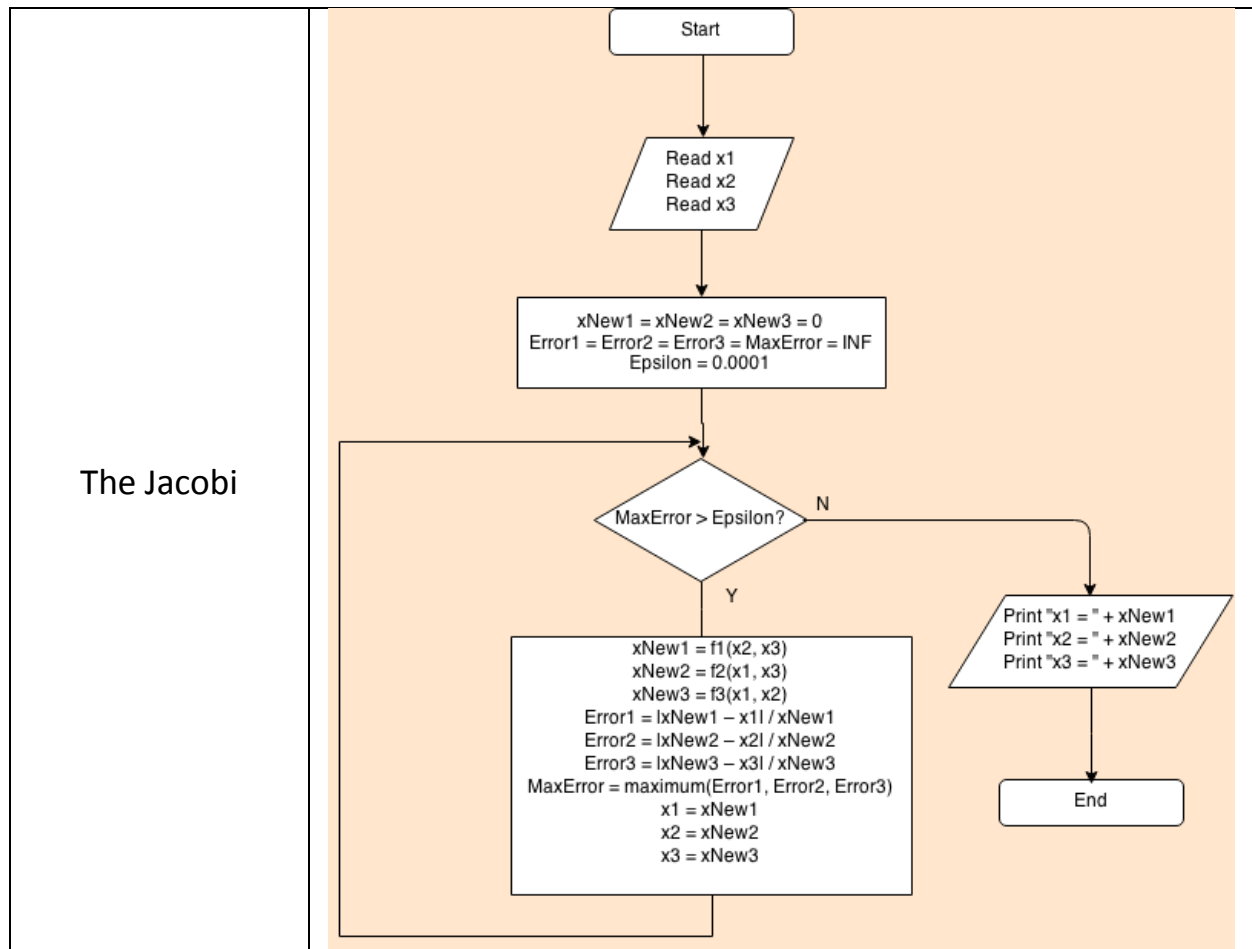 The Jacobi
Start
Read x1
Read x2
Read x3
xNew1 = xNew2 = xNew3 = 0
Error1 = Error2 = Error3 = MaxError = INF
Epsilon = 0.0001
MaxError > Epsilon?
N
Y
xNew1 = f1(x2, x3)
xNew2 = f2(x1, x3)
xNew3 = f3(x1, x2)
Error1 = |xNew1 – x1| / xNew1
Error2 = |xNew2 – x2| / xNew2
Error3 = |xNew3 – x3| / xNew3
MaxError = maximum(Error1, Error2, Error3)
x1 = xNew1
x2 = xNew2
x3 = xNew3
Print "x1 = " + xNew1
Print "x2 = " + xNew2
Print "x3 = " + xNew3
End